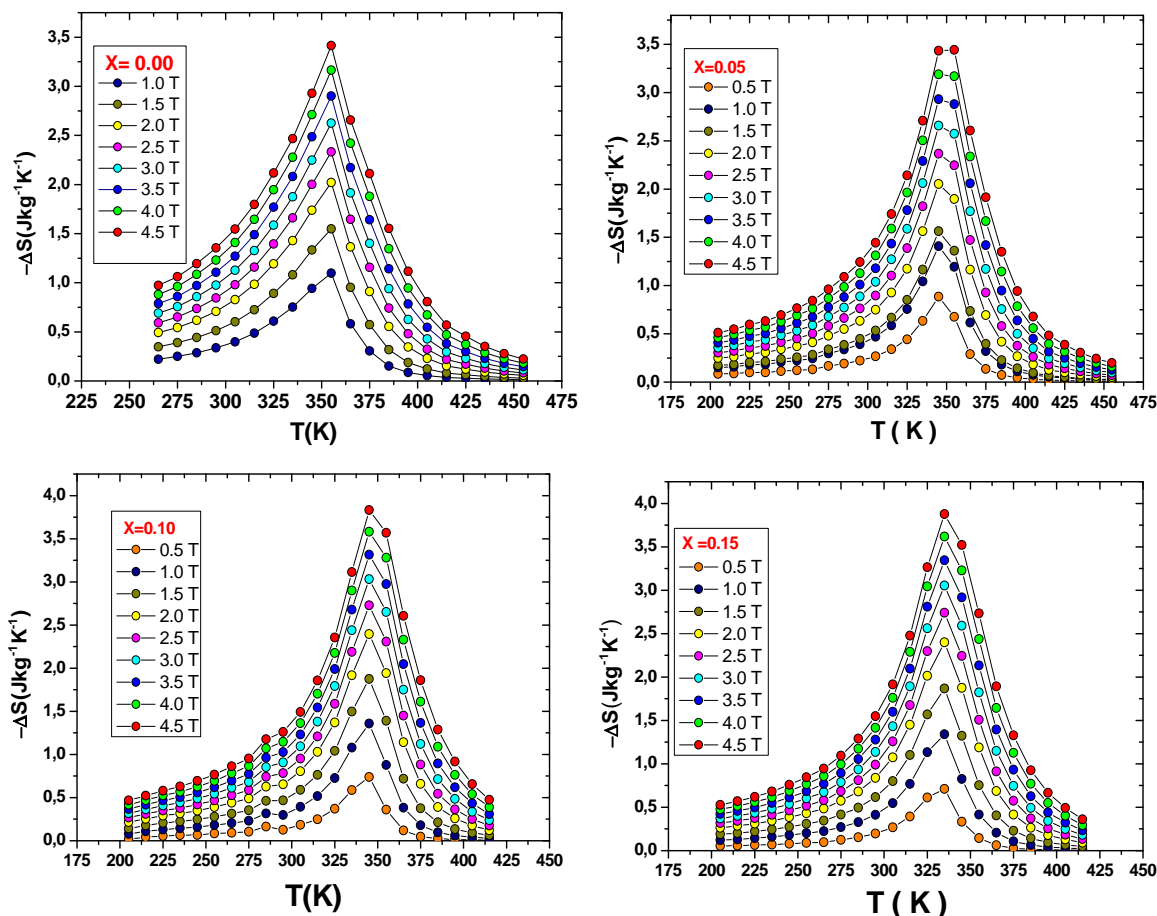 X= 0.00
1.0 T
1.5 T
2.0 T
2.5 T
3.0 T
3.5 T
4.0 T
4.5 T
3,5
3,0
2,5
2,0
1,5
1,0
0,5
0,0
−ΔS(Jkg⁻¹K⁻¹)
225 250 275 300 325 350 375 400 425 450 475
T(K)
X=0.05
0.5 T
1.0 T
1.5 T
2.0 T
2.5 T
3.0 T
3.5 T
4.0 T
4.5 T
3,5
3,0
2,5
2,0
1,5
1,0
0,5
0,0
−ΔS(Jkg⁻¹K⁻¹)
175 200 225 250 275 300 325 350 375 400 425 450 475
T ( K )
X=0.10
0.5 T
1.0 T
1.5 T
2.0 T
2.5 T
3.0 T
3.5 T
4.0 T
4.5 T
4,0
3,5
3,0
2,5
2,0
1,5
1,0
0,5
0,0
−ΔS(Jkg⁻¹K⁻¹)
175 200 225 250 275 300 325 350 375 400 425 450
T(K)
X =0.15
0.5 T
1.0 T
1.5 T
2.0 T
2.5 T
3.0 T
3.5 T
4.0 T
4.5 T
4,0
3,5
3,0
2,5
2,0
1,5
1,0
0,5
0,0
−ΔS(Jkg⁻¹K⁻¹)
175 200 225 250 275 300 325 350 375 400 425 450
T ( K )